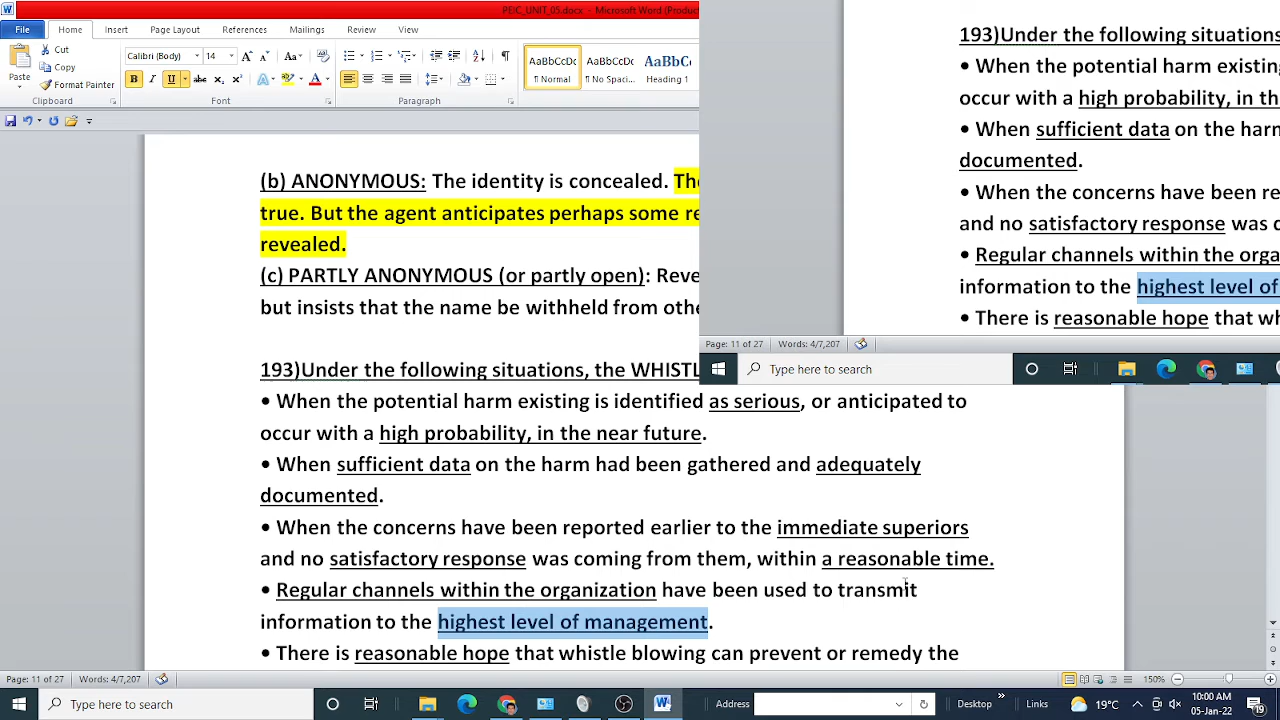 PEIC_UNIT_05.docx - Microsoft Word (Produc
File Home Insert Page Layout References Mailings Review View
Cut
Copy
Format Painter
Paste
Calibri (Body) 14
B I U abc x₂ x² A
AaBbCcDc AaBbCcDc AaBbC
¶ Normal ¶ No Spaci... Heading 1
Clipboard Font Paragraph
(b) ANONYMOUS: The identity is concealed. The
true. But the agent anticipates perhaps some re
revealed.
(c) PARTLY ANONYMOUS (or partly open): Reve
but insists that the name be withheld from othe
193)Under the following situations, the WHISTL
• When the potential harm existing is identified as serious, or anticipated to
occur with a high probability, in the near future.
• When sufficient data on the harm had been gathered and adequately
documented.
• When the concerns have been reported earlier to the immediate superiors
and no satisfactory response was coming from them, within a reasonable time.
• Regular channels within the organization have been used to transmit
information to the highest level of management.
• There is reasonable hope that whistle blowing can prevent or remedy the
Page: 11 of 27 Words: 4/7,207 150%
Type here to search Address Desktop Links 19°C 10:00 AM
05-Jan-22
193)Under the following situations
• When the potential harm existing
occur with a high probability, in the
• When sufficient data on the harm
documented.
• When the concerns have been re
and no satisfactory response was c
• Regular channels within the orga
information to the highest level of
• There is reasonable hope that wh
Page: 11 of 27 Words: 4/7,207
Type here to search